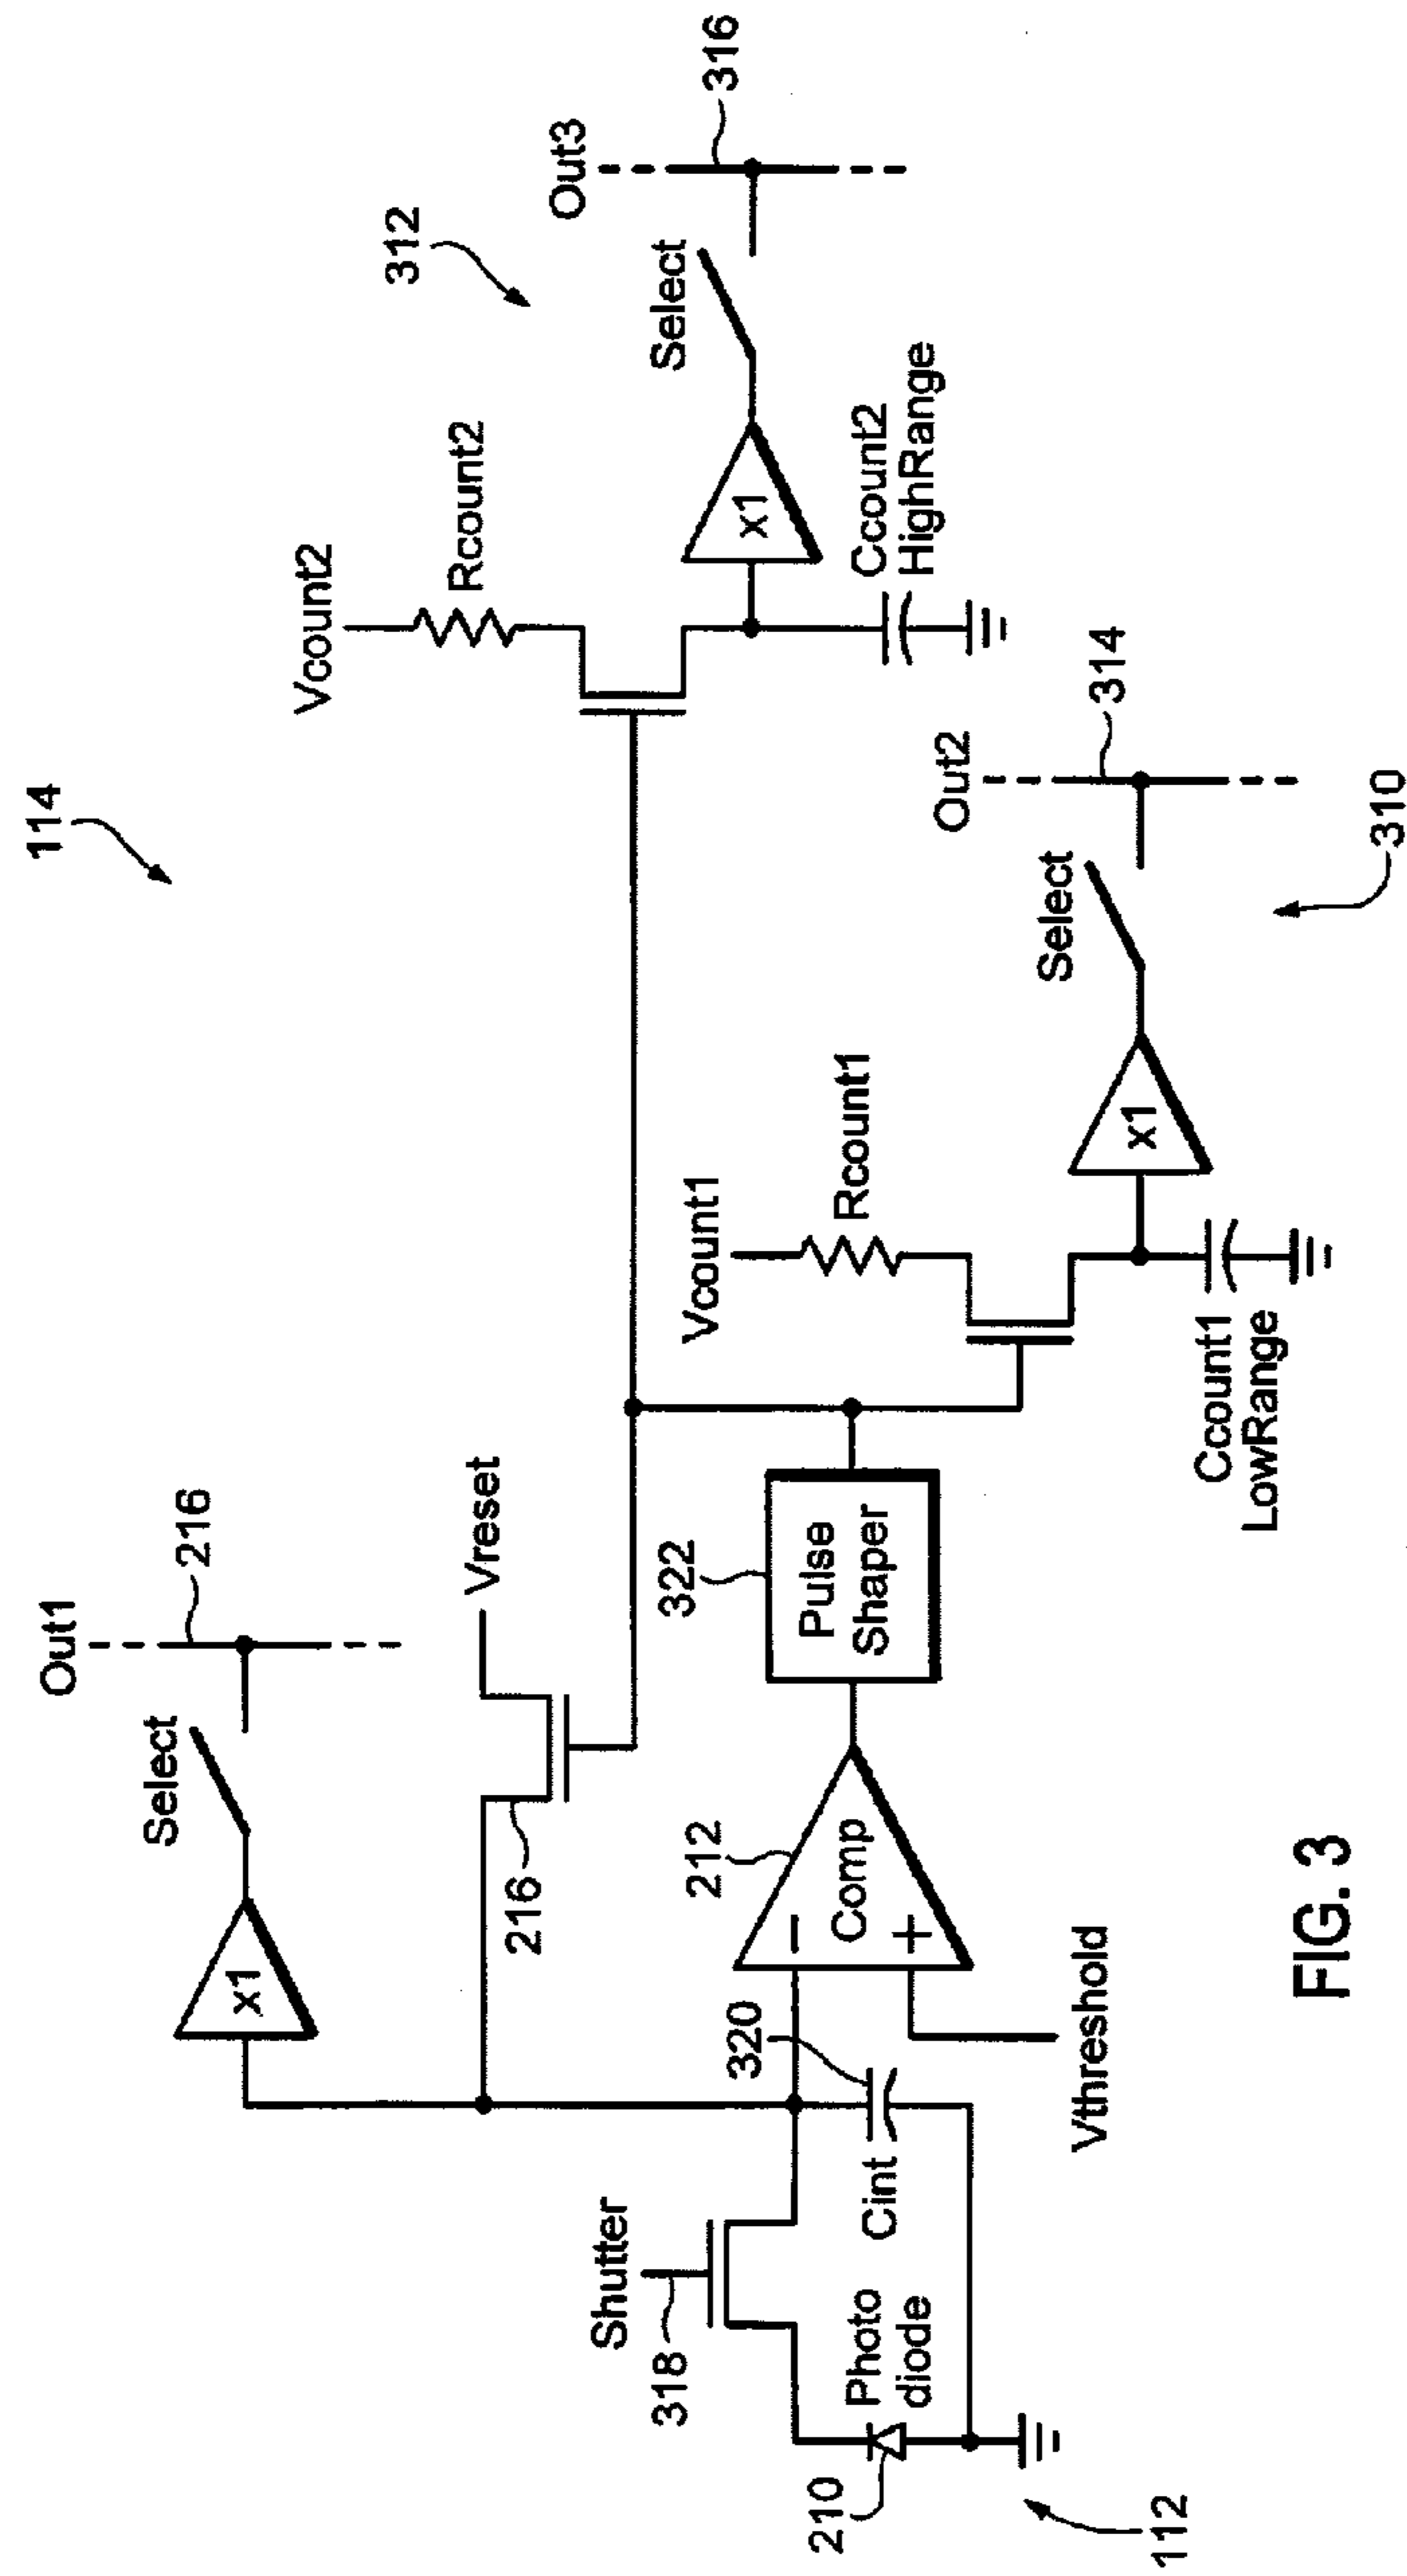 114
Out1
216
Select
x1
Vreset
216
Vcount2
Rcount2
312
Out3
316
Select
x1
Ccount2
HighRange
Shutter
318
322
Pulse
Shaper
212
Comp
−
+
320
Cint
Photo
diode
210
112
Vthreshold
Vcount1
Rcount1
Out2
314
Select
x1
310
Ccount1
LowRange
FIG. 3